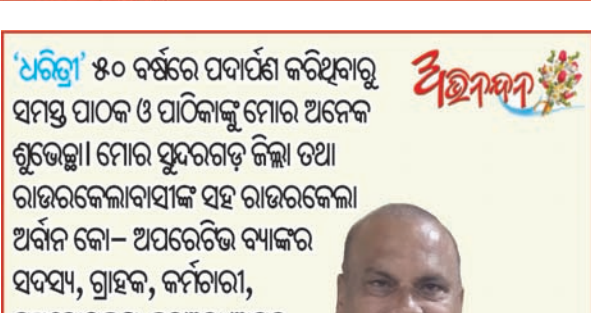 ‘ଧରିତ୍ରୀ’ ୫୦ ବର୍ଷରେ ପଦାର୍ପଣ କରିଥିବାରୁ
ଅଭିନନ୍ଦନ
ସମସ୍ତ ପାଠକ ଓ ପାଠିକାଙ୍କୁ ମୋର ଅନେକ
ଶୁଭେଚ୍ଛା। ମୋର ସୁନ୍ଦରଗଡ଼ ଜିଲ୍ଲା ତଥା
ରାଉରକେଲାବାସୀଙ୍କ ସହ ରାଉରକେଲା
ଅର୍ବାନ କୋ- ଅପରେଟିଭ ବ୍ୟାଙ୍କର
ସଦସ୍ୟ, ଗ୍ରାହକ, କର୍ମଚାରୀ,